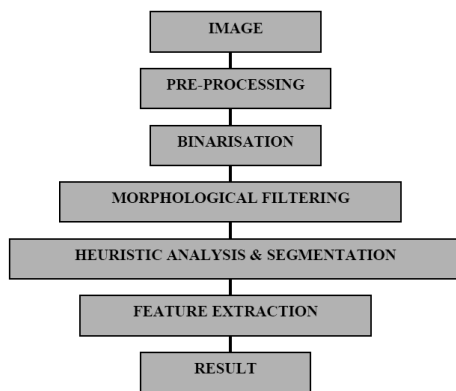 IMAGE
PRE-PROCESSING
BINARISATION
MORPHOLOGICAL FILTERING
HEURISTIC ANALYSIS & SEGMENTATION
FEATURE EXTRACTION
RESULT